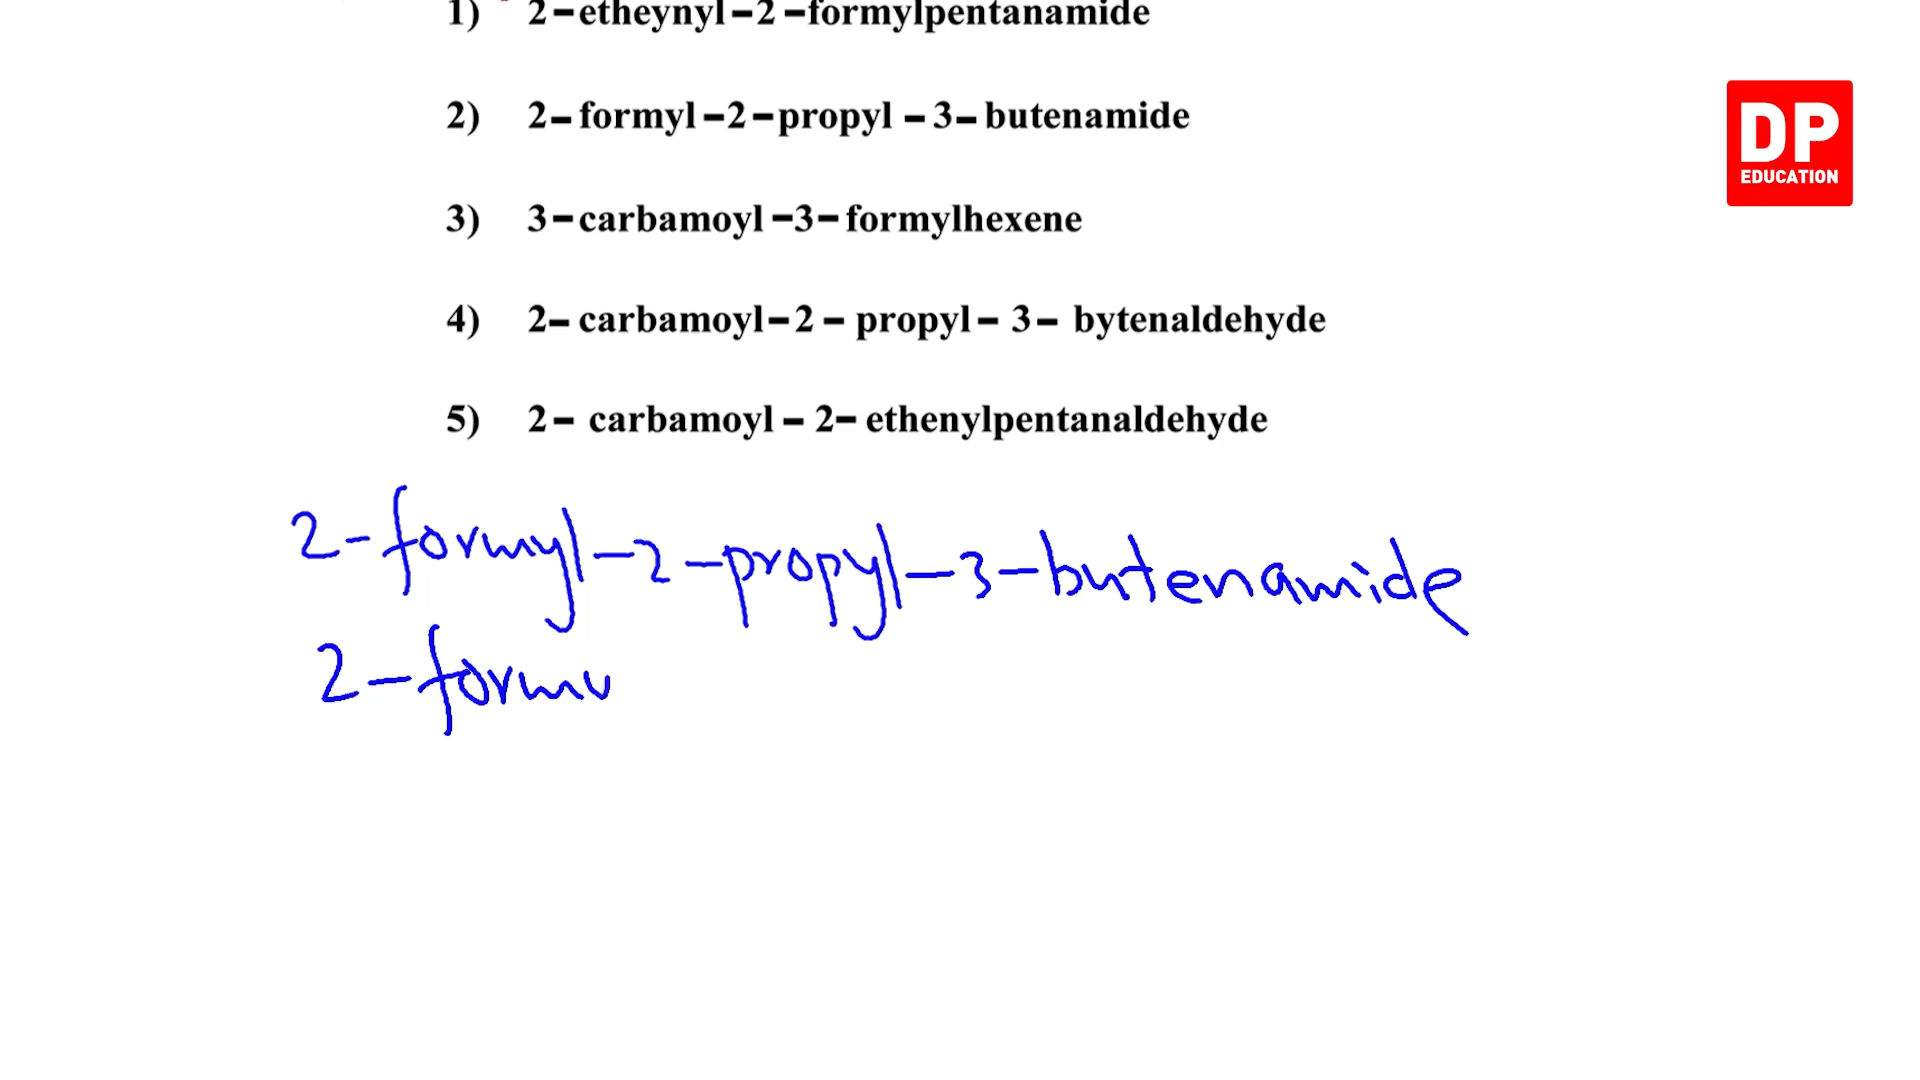 1) 2-etheynyl-2-formylpentanamide
DP
EDUCATION
2) 2-formyl-2-propyl-3-butenamide
3) 3-carbamoyl-3-formylhexene
4) 2-carbamoyl-2-propyl-3-bytenaldehyde
5) 2-carbamoyl-2-ethenylpentanaldehyde
2-formyl-2-propyl-3-butenamide
2-formy